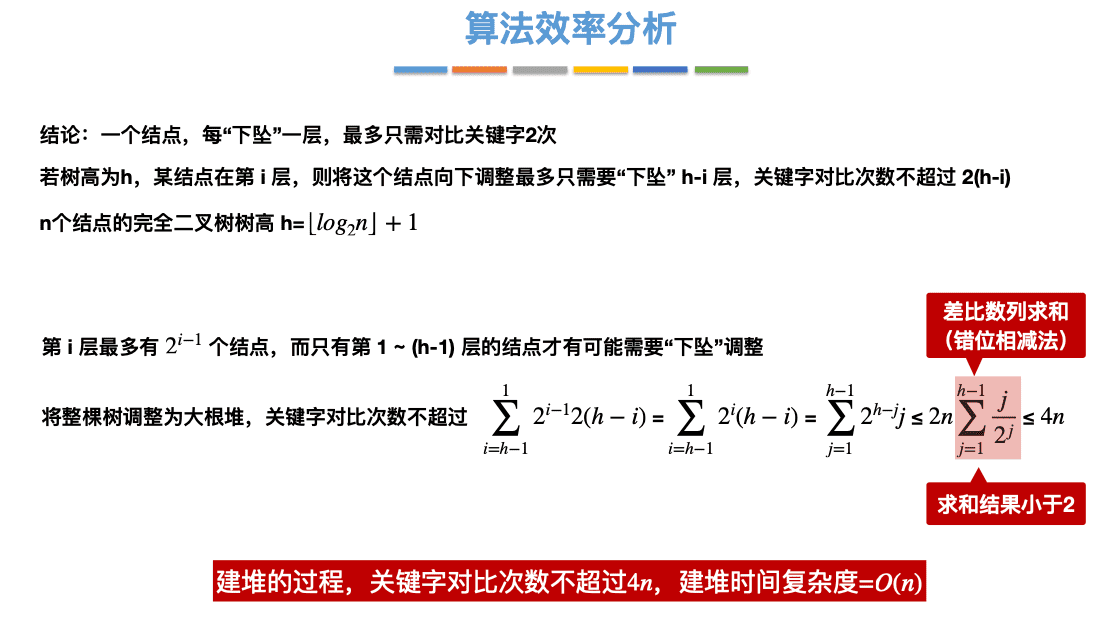 算法效率分析
结论：一个结点，每“下坠”一层，最多只需对比关键字2次
若树高为h，某结点在第 i 层，则将这个结点向下调整最多只需要“下坠” h-i 层，关键字对比次数不超过 2(h-i)
n个结点的完全二叉树树高 h=⌊log₂n⌋ + 1
差比数列求和
（错位相减法）
第 i 层最多有 2^{i−1} 个结点，而只有第 1 ~ (h-1) 层的结点才有可能需要“下坠”调整
将整棵树调整为大根堆，关键字对比次数不超过 \sum_{i=h−1}^{1} 2^{i−1}2(h − i) = \sum_{i=h−1}^{1} 2^{i}(h − i) = \sum_{j=1}^{h−1} 2^{h−j}j ≤ 2n \sum_{j=1}^{h−1} \frac{j}{2^{j}} ≤ 4n
求和结果小于2
建堆的过程，关键字对比次数不超过4n，建堆时间复杂度=O(n)